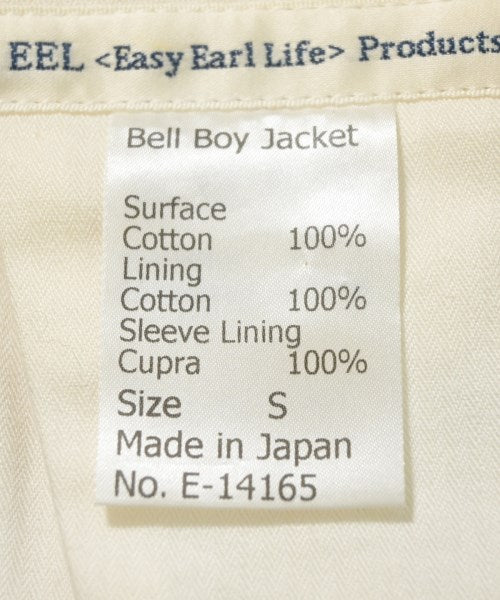 EEL <Easy Earl Life> Products
Bell Boy Jacket
Surface
Cotton 100%
Lining
Cotton 100%
Sleeve Lining
Cupra 100%
Size S
Made in Japan
No. E-14165